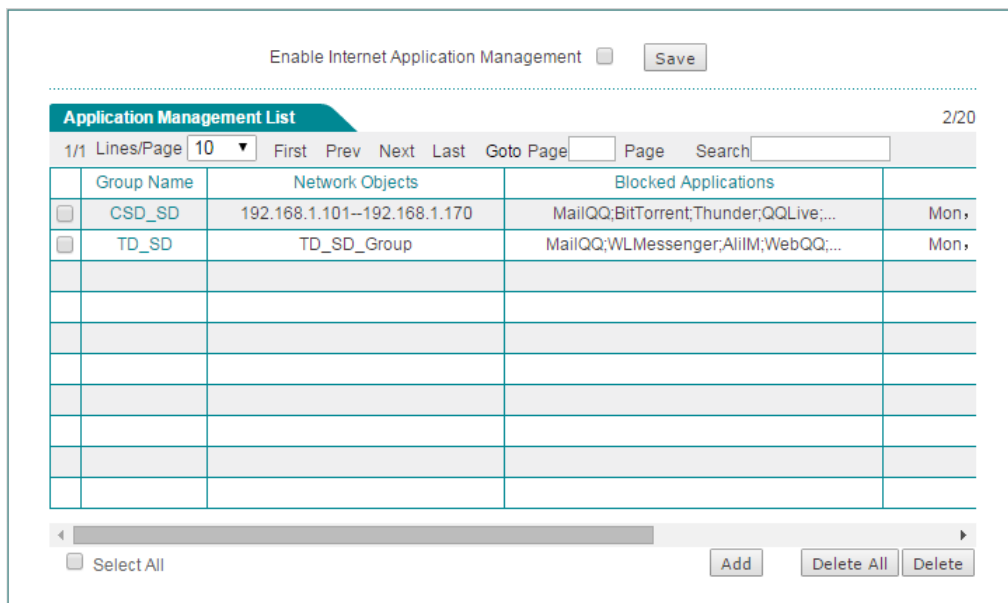 Enable Internet Application Management Save
Application Management List 2/20
1/1 Lines/Page 10 First Prev Next Last Goto Page Page Search
Group Name Network Objects Blocked Applications
CSD_SD 192.168.1.101--192.168.1.170 MailQQ;BitTorrent;Thunder;QQLive;... Mon,
TD_SD TD_SD_Group MailQQ;WLMessenger;AliIM;WebQQ;... Mon,
Select All Add Delete All Delete